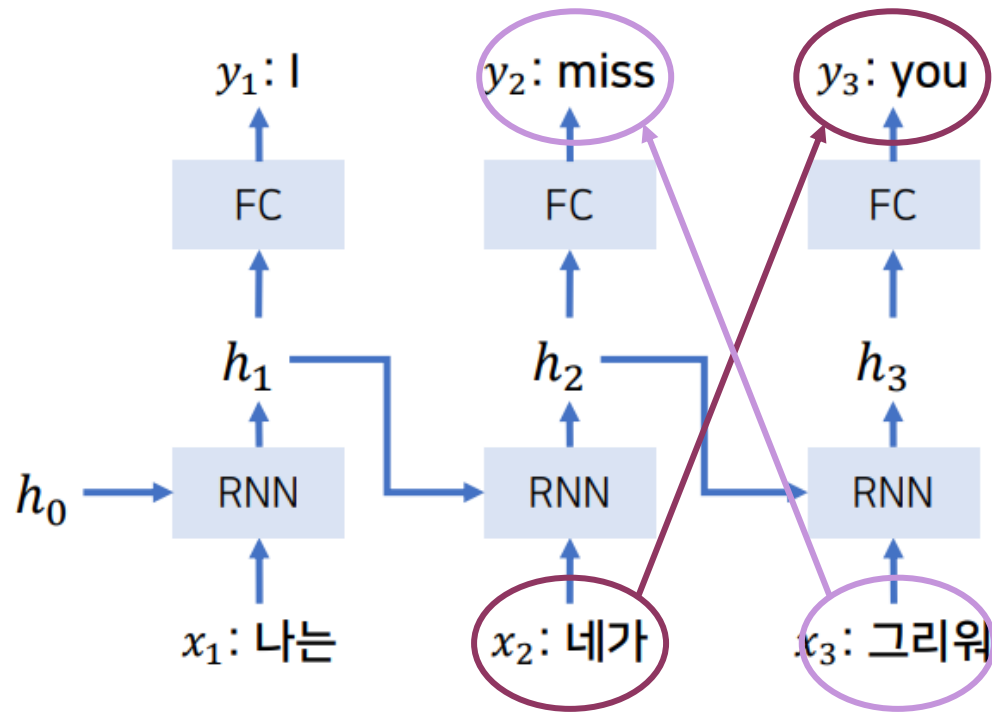 y₁: I y₂: miss y₃: you
FC FC FC
h₁ h₂ h₃
h₀ RNN RNN RNN
x₁: 나는 x₂: 네가 x₃: 그리워